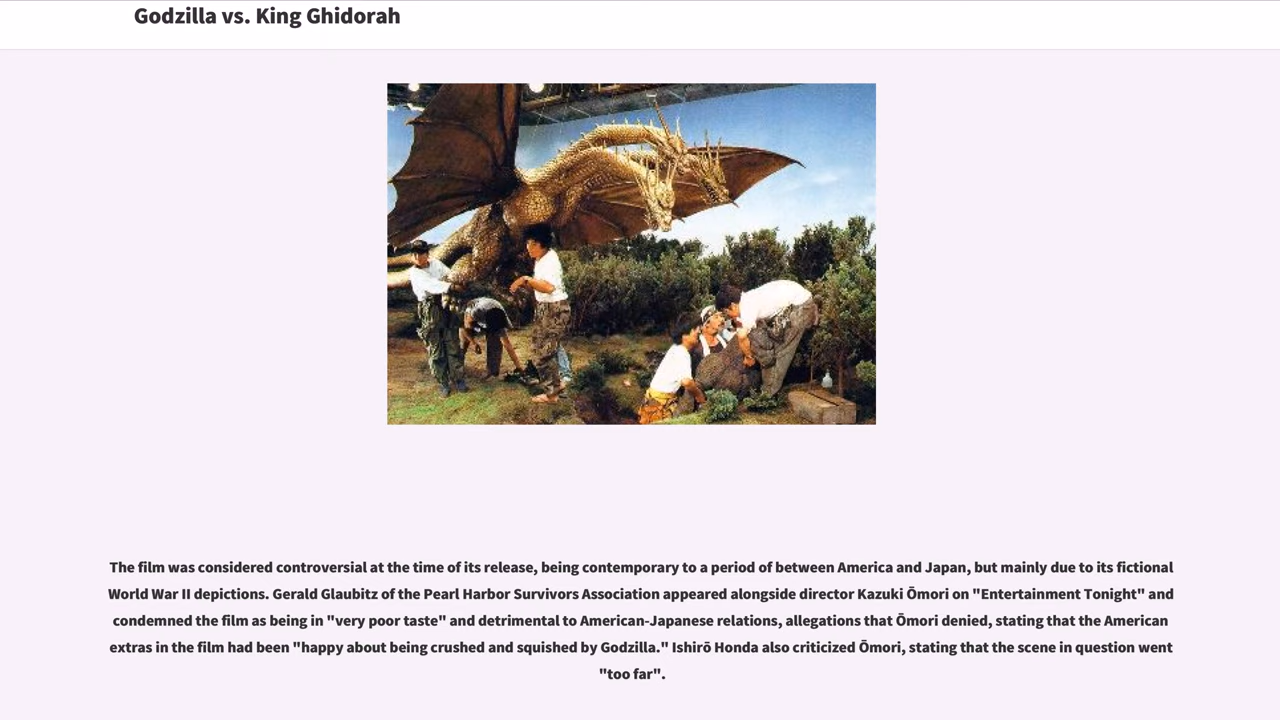 Godzilla vs. King Ghidorah
The film was considered controversial at the time of its release, being contemporary to a period of between America and Japan, but mainly due to its fictional
World War II depictions. Gerald Glaubitz of the Pearl Harbor Survivors Association appeared alongside director Kazuki Ōmori on "Entertainment Tonight" and
condemned the film as being in "very poor taste" and detrimental to American-Japanese relations, allegations that Ōmori denied, stating that the American
extras in the film had been "happy about being crushed and squished by Godzilla." Ishirō Honda also criticized Ōmori, stating that the scene in question went
"too far".